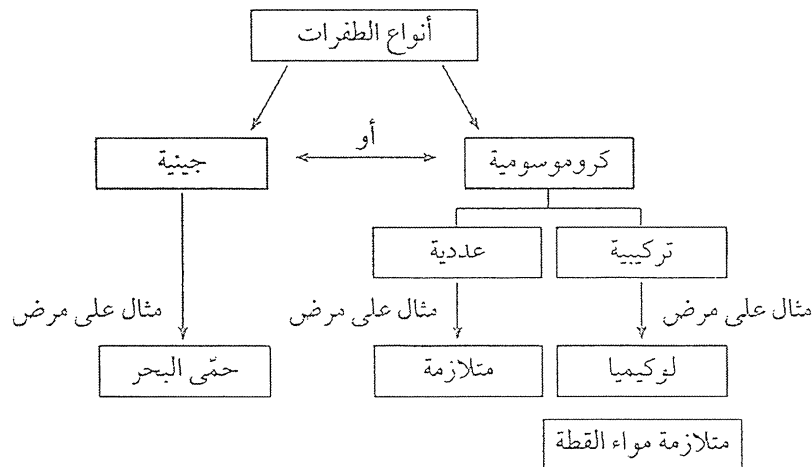 أنواع الطفرات
أو
كروموسومية
جينية
تركيبية
عددية
مثال على مرض
مثال على مرض
مثال على مرض
لوكيميا
متلازمة
حمّى البحر
متلازمة مواء القطة